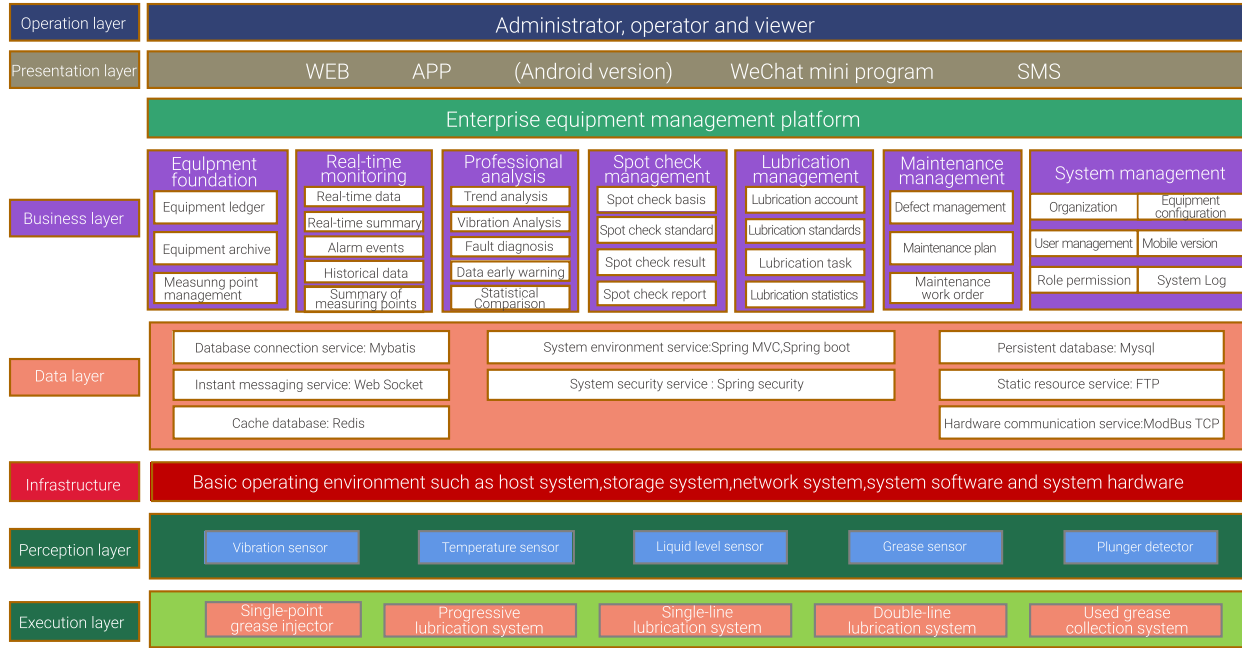 Operation layer
Administrator, operator and viewer
Presentation layer
WEB APP (Android version) WeChat mini program SMS
Enterprise equipment management platform
Business layer
Equlpment
foundation
Equipment ledger
Equipment archive
Measunng point
management
Real-time
monitoring
Real-time data
Real-time summary
Alarm events
Historical data
Summary of
measuring points
Professional
analysis
Trend analysis
Vibration Analysis
Fault diagnosis
Data early warning
Statistical
Comparison
Spot check
management
Spot check basis
Spot check standard
Spot check result
Spot check report
Lubrication
management
Lubrication account
Lubrication standards
Lubrication task
Lubrication statistics
Maintenance
management
Defect management
Maintenance plan
Maintenance
work order
System management
Organization
Equipment
configuration
User management
Mobile version
Role permission
System Log
Data layer
Database connection service: Mybatis
Instant messaging service: Web Socket
Cache database: Redis
System environment service:Spring MVC,Spring boot
System security service : Spring security
Persistent database: Mysql
Static resource service: FTP
Hardware communication service:ModBus TCP
Infrastructure
Basic operating environment such as host system,storage system,network system,system software and system hardware
Perception layer
Vibration sensor
Temperature sensor
Liquid level sensor
Grease sensor
Plunger detector
Execution layer
Single-point
grease injector
Progressive
lubrication system
Single-line
lubrication system
Double-line
lubrication system
Used grease
collection system